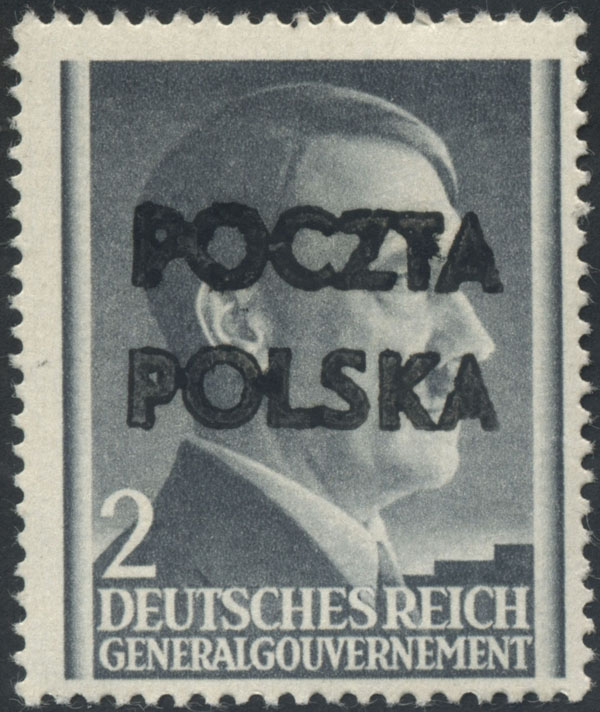 POCZTA
POLSKA
2
DEUTSCHES REICH
GENERALGOUVERNEMENT